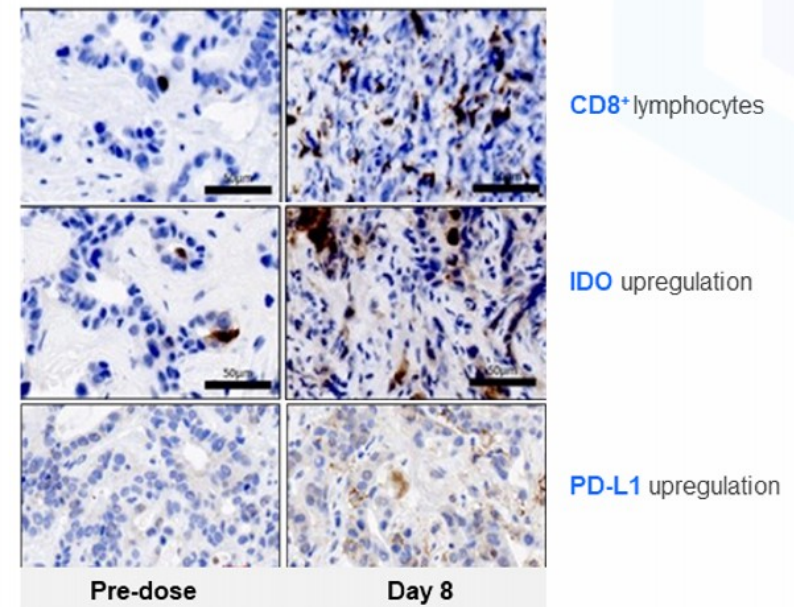 50μm
CD8+ lymphocytes
50μm
50μm
IDO upregulation
PD-L1 upregulation
Pre-dose
Day 8